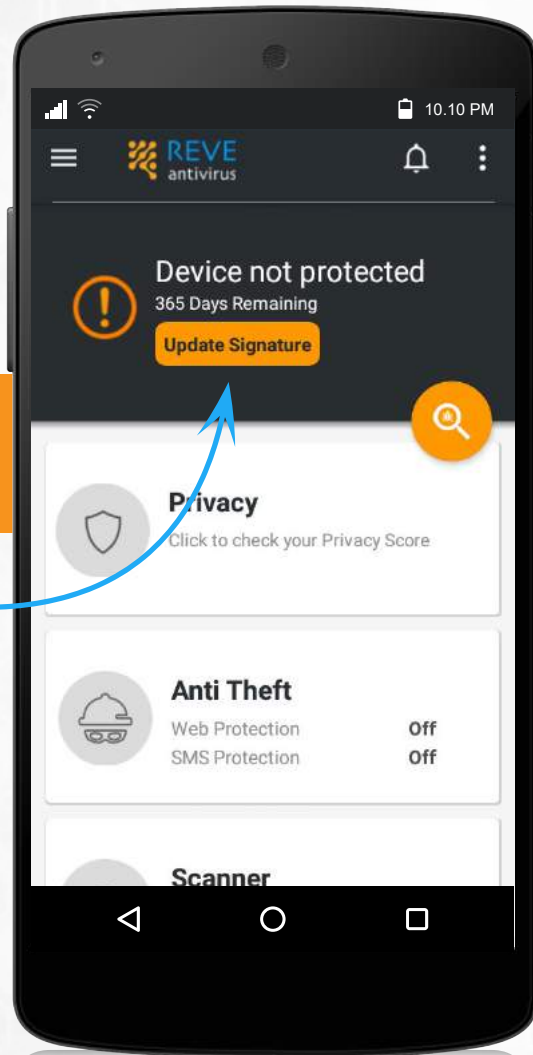 10.10 PM
REVE
antivirus
Device not protected
365 Days Remaining
Update Signature
Privacy
Click to check your Privacy Score
Anti Theft
Web Protection Off
SMS Protection Off
Scanner